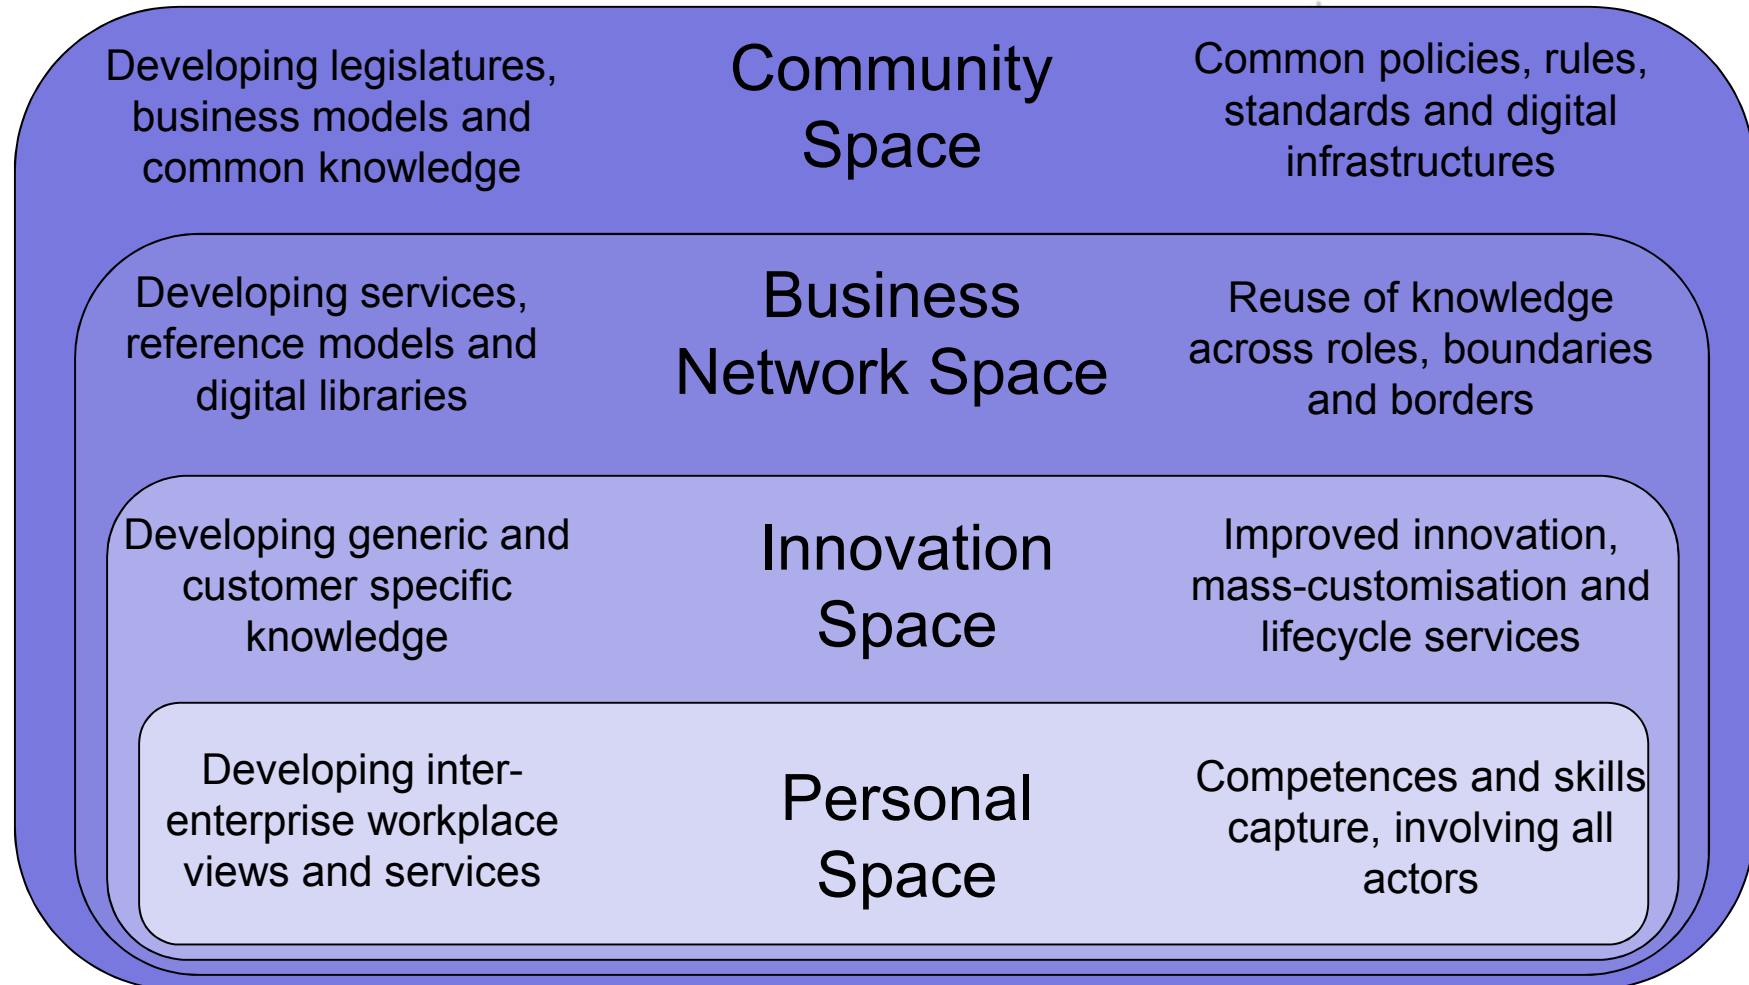 Developing legislatures,
business models and
common knowledge
Community
Space
Common policies, rules,
standards and digital
infrastructures
Developing services,
reference models and
digital libraries
Business
Network Space
Reuse of knowledge
across roles, boundaries
and borders
Developing generic and
customer specific
knowledge
Innovation
Space
Improved innovation,
mass-customisation and
lifecycle services
Developing inter-
enterprise workplace
views and services
Personal
Space
Competences and skills
capture, involving all
actors